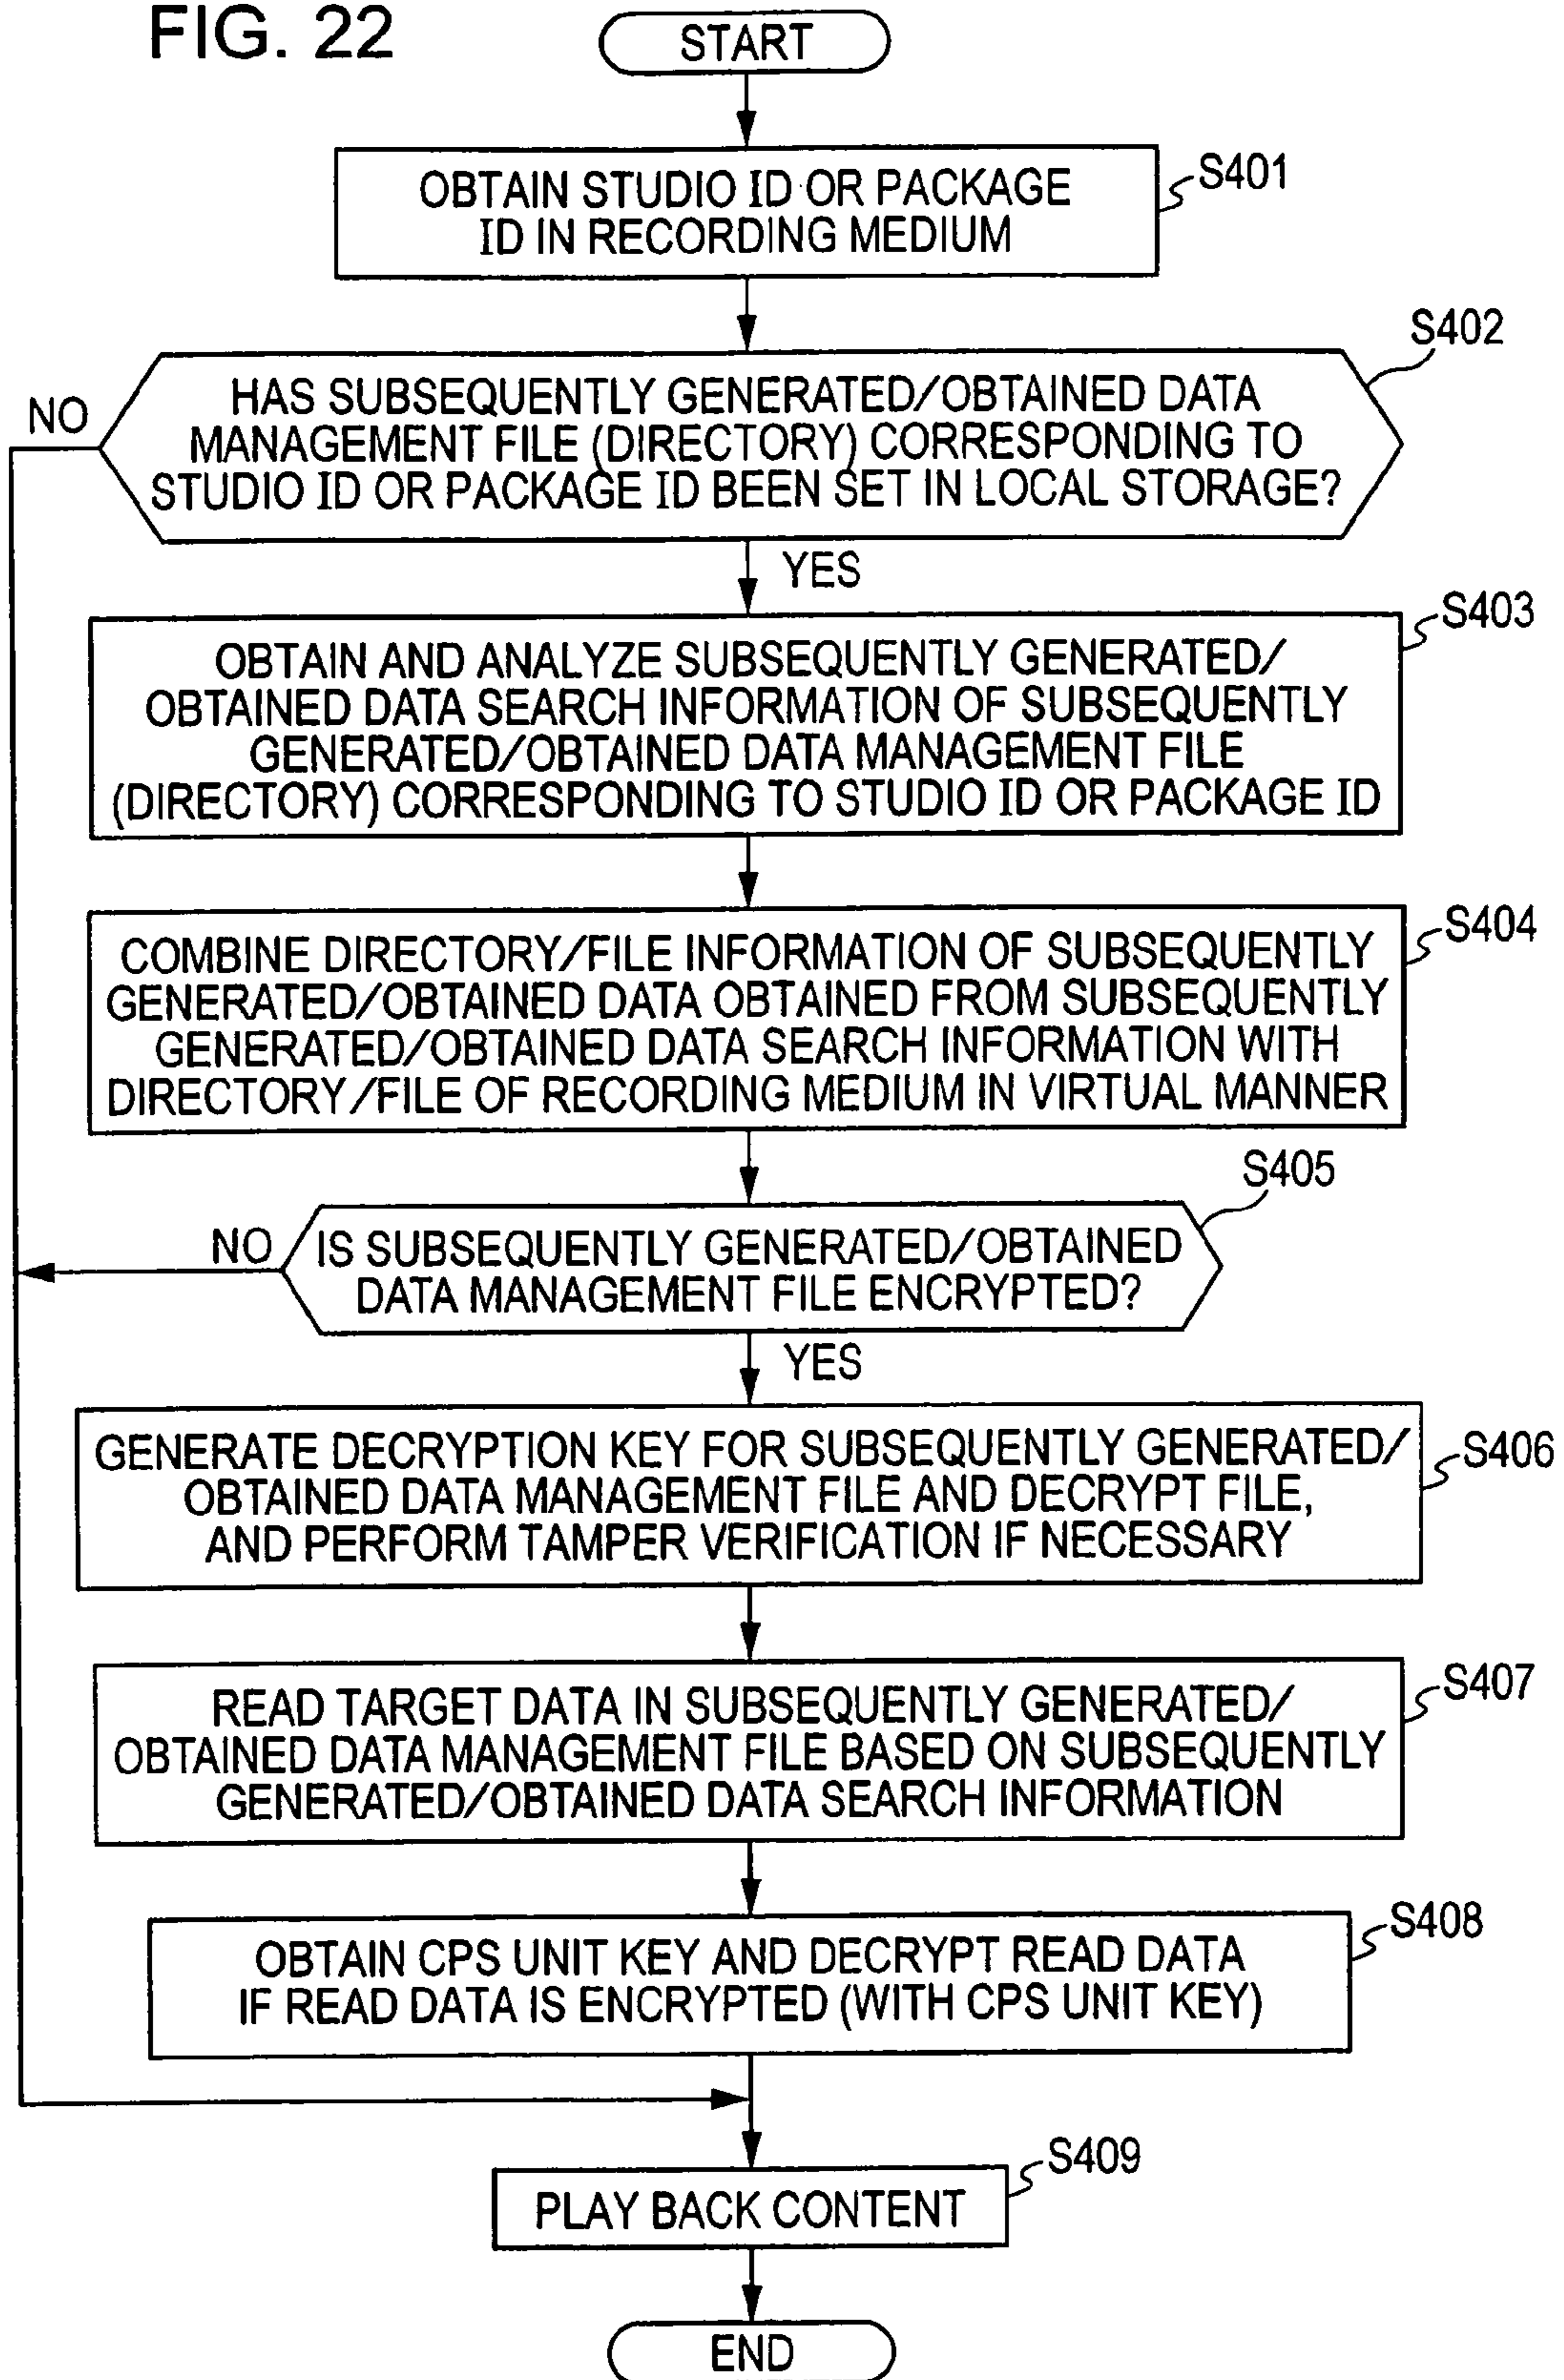 FIG. 22
START
OBTAIN STUDIO ID OR PACKAGE
ID IN RECORDING MEDIUM
S401
S402
NO
HAS SUBSEQUENTLY GENERATED/OBTAINED DATA
MANAGEMENT FILE (DIRECTORY) CORRESPONDING TO
STUDIO ID OR PACKAGE ID BEEN SET IN LOCAL STORAGE?
YES
S403
OBTAIN AND ANALYZE SUBSEQUENTLY GENERATED/
OBTAINED DATA SEARCH INFORMATION OF SUBSEQUENTLY
GENERATED/OBTAINED DATA MANAGEMENT FILE
(DIRECTORY) CORRESPONDING TO STUDIO ID OR PACKAGE ID
S404
COMBINE DIRECTORY/FILE INFORMATION OF SUBSEQUENTLY
GENERATED/OBTAINED DATA OBTAINED FROM SUBSEQUENTLY
GENERATED/OBTAINED DATA SEARCH INFORMATION WITH
DIRECTORY/FILE OF RECORDING MEDIUM IN VIRTUAL MANNER
S405
NO
IS SUBSEQUENTLY GENERATED/OBTAINED
DATA MANAGEMENT FILE ENCRYPTED?
YES
GENERATE DECRYPTION KEY FOR SUBSEQUENTLY GENERATED/
OBTAINED DATA MANAGEMENT FILE AND DECRYPT FILE,
AND PERFORM TAMPER VERIFICATION IF NECESSARY
S406
S407
READ TARGET DATA IN SUBSEQUENTLY GENERATED/
OBTAINED DATA MANAGEMENT FILE BASED ON SUBSEQUENTLY
GENERATED/OBTAINED DATA SEARCH INFORMATION
S408
OBTAIN CPS UNIT KEY AND DECRYPT READ DATA
IF READ DATA IS ENCRYPTED (WITH CPS UNIT KEY)
S409
PLAY BACK CONTENT
END